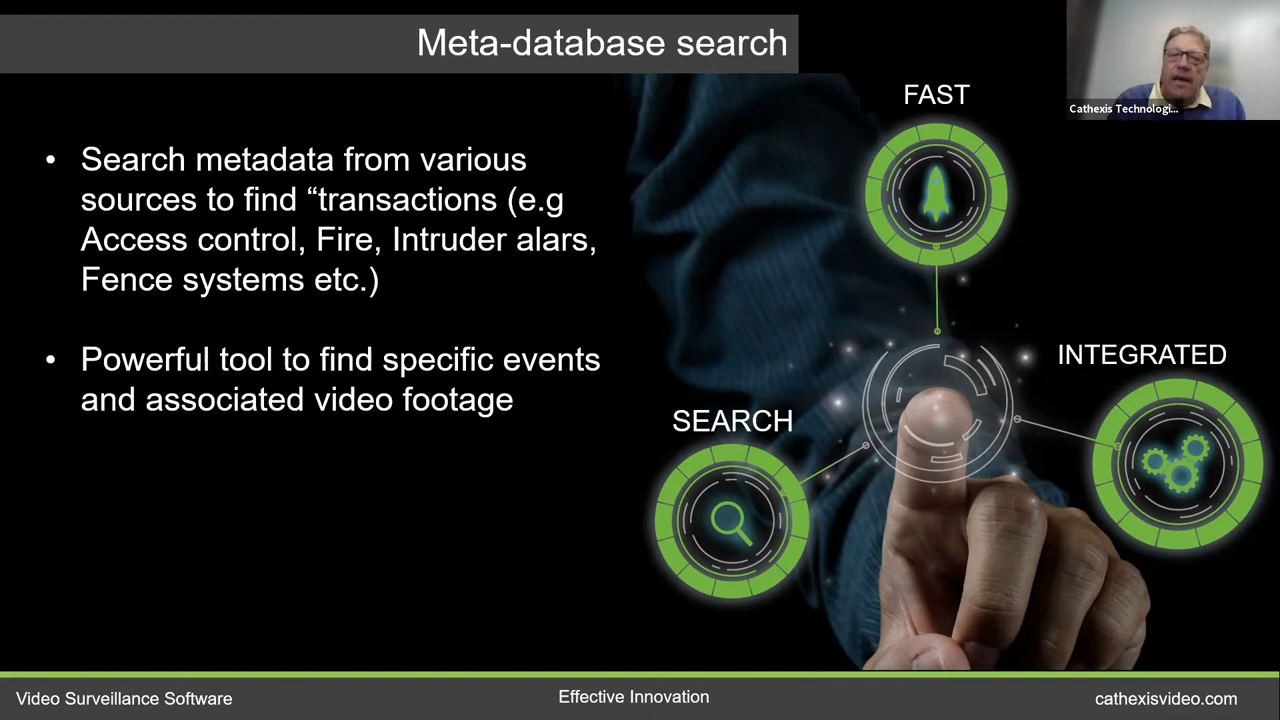 Meta-database search
Cathexis Technologi...
FAST
• Search metadata from various
sources to find “transactions (e.g
Access control, Fire, Intruder alars,
Fence systems etc.)
• Powerful tool to find specific events
and associated video footage
INTEGRATED
SEARCH
Video Surveillance Software
Effective Innovation
cathexisvideo.com